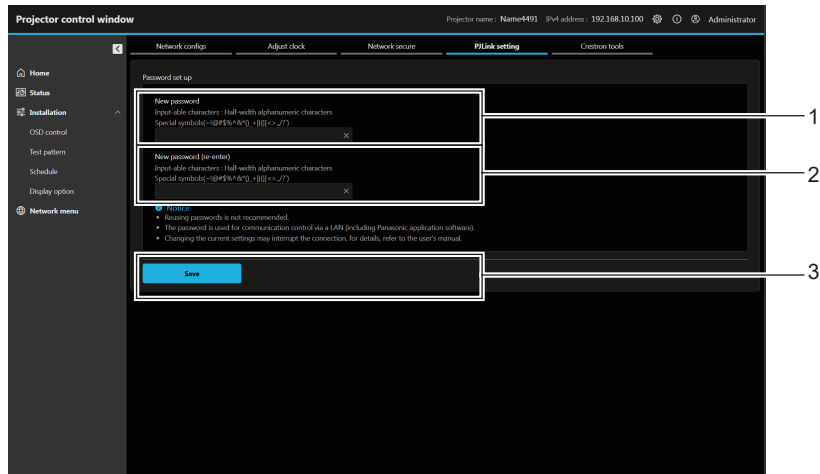 Projector control window
Projector name : Name4491 IPv4 address : 192.168.10.100 Administrator
Network configs Adjust clock Network secure PJLink setting Crestron tools
Home
Status
Installation
OSD control
Test pattern
Schedule
Display option
Network menu
Password set up
New password
Input-able characters : Half-width alphanumeric characters
1
New password (re-enter)
Input-able characters : Half-width alphanumeric characters
2
Notice
• Reusing passwords is not recommended.
• The password is used for communication control via a LAN (including Panasonic application software).
• Changing the current settings may interrupt the connection. for details, refer to the user's manual.
Save
3